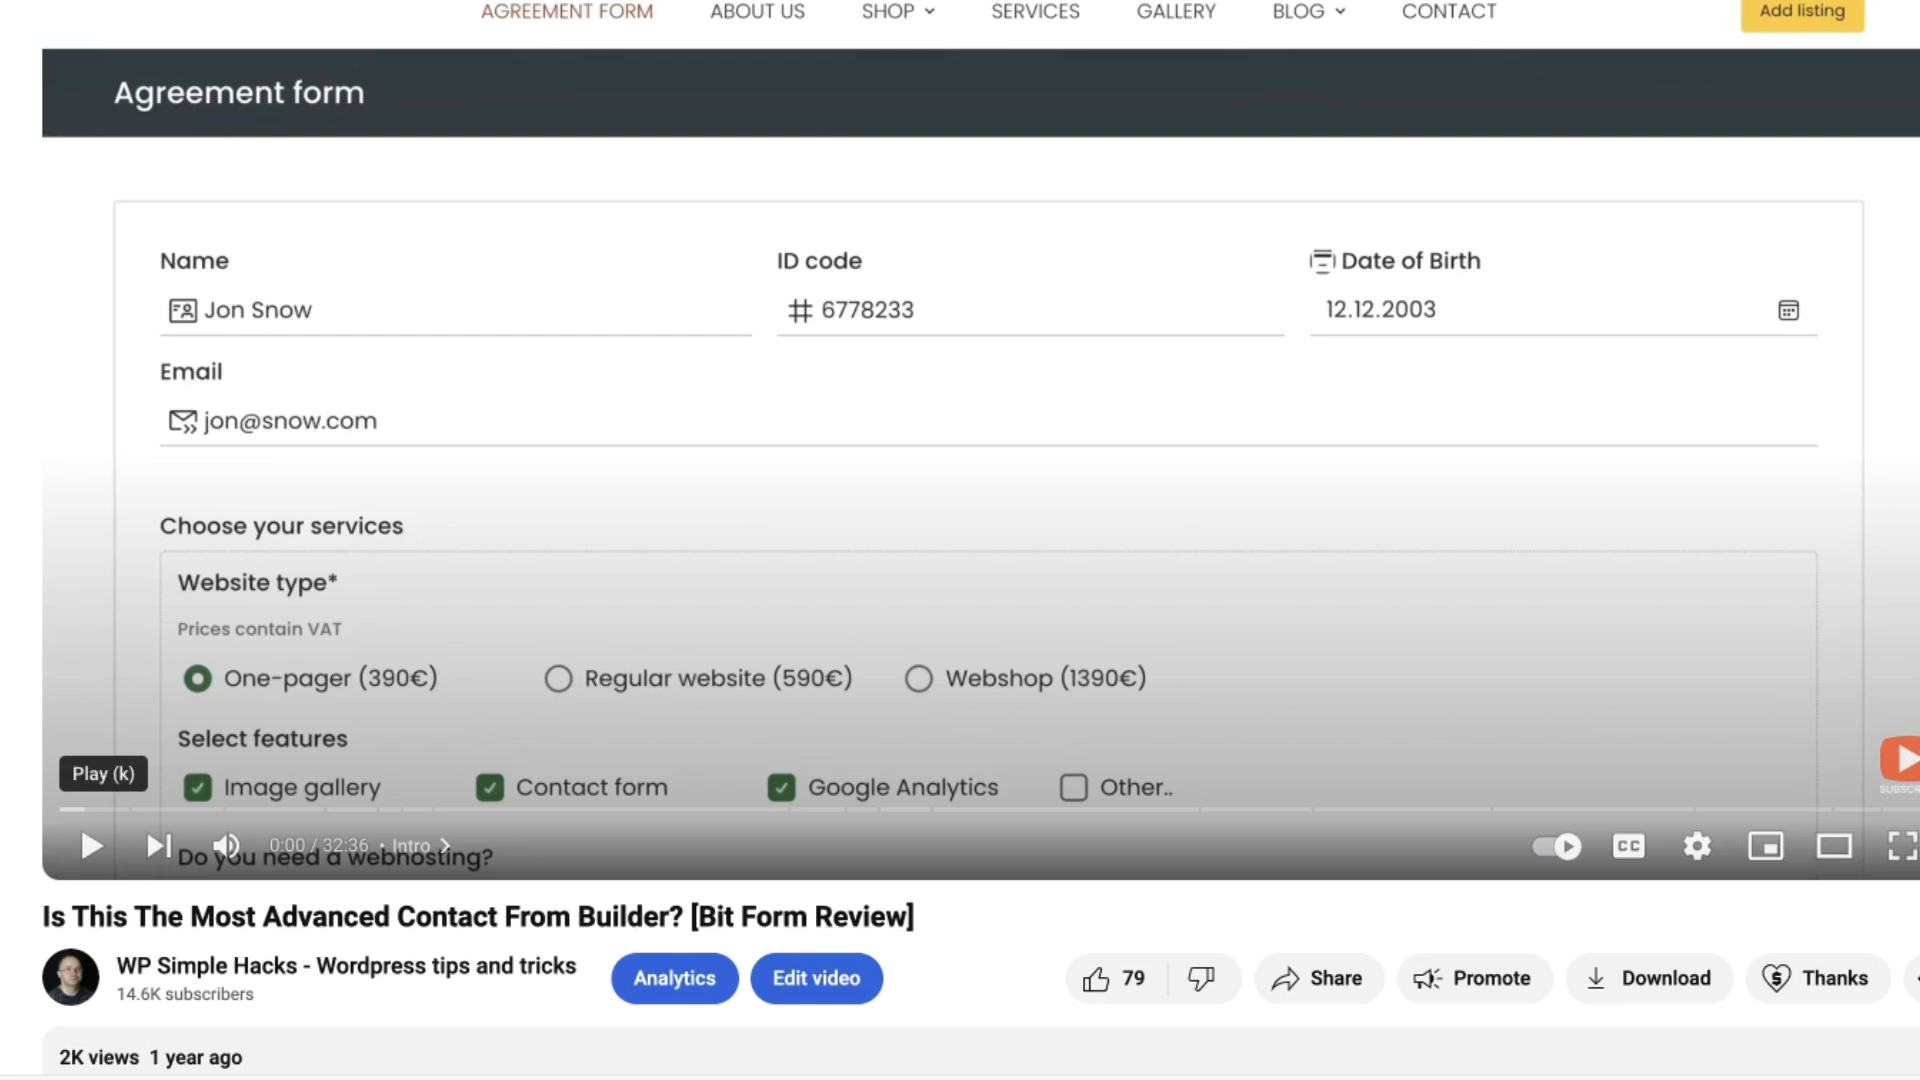 AGREEMENT FORM ABOUT US SHOP SERVICES GALLERY BLOG CONTACT Add listing
Agreement form
Name ID code Date of Birth
Jon Snow 6778233 12.12.2003
Email
jon@snow.com
Choose your services
Website type*
Prices contain VAT
One-pager (390€) Regular website (590€) Webshop (1390€)
Select features
Play (k) Image gallery Contact form Google Analytics Other..
0:00 / 32:36 • Intro CC
Do you need a webhosting?
Is This The Most Advanced Contact From Builder? [Bit Form Review]
WP Simple Hacks - Wordpress tips and tricks Analytics Edit video 79 Share Promote Download Thanks
14.6K subscribers
2K views 1 year ago